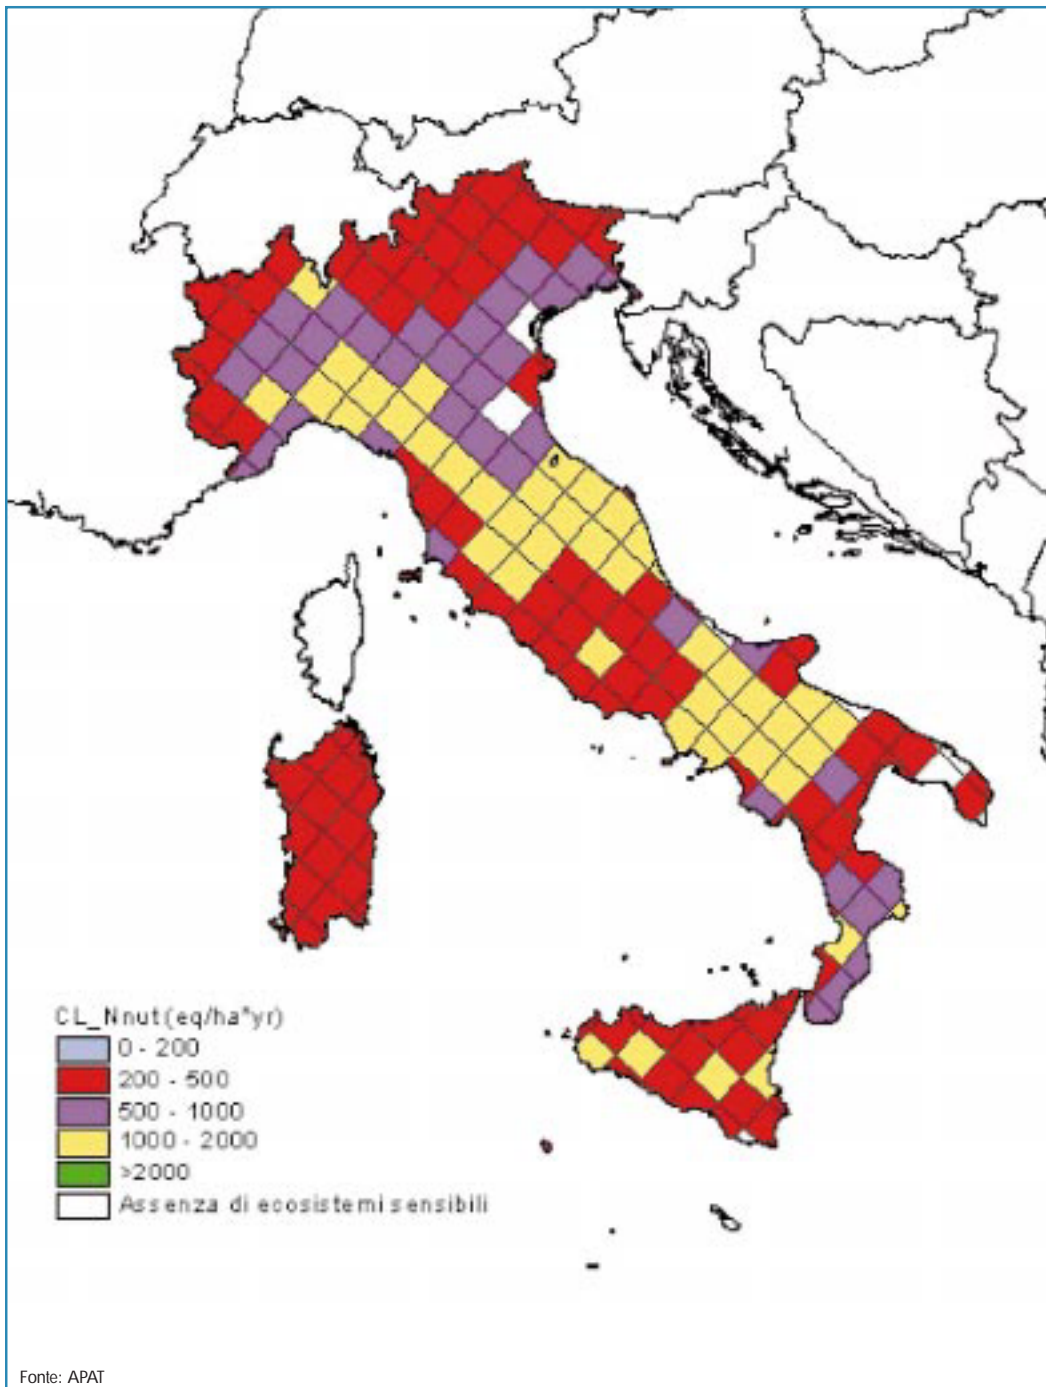 CL_Nnut(eq/ha*yr)
0 - 200
200 - 500
500 - 1000
1000 - 2000
>2000
Assenza di ecosistemi sensibili
Fonte: APAT